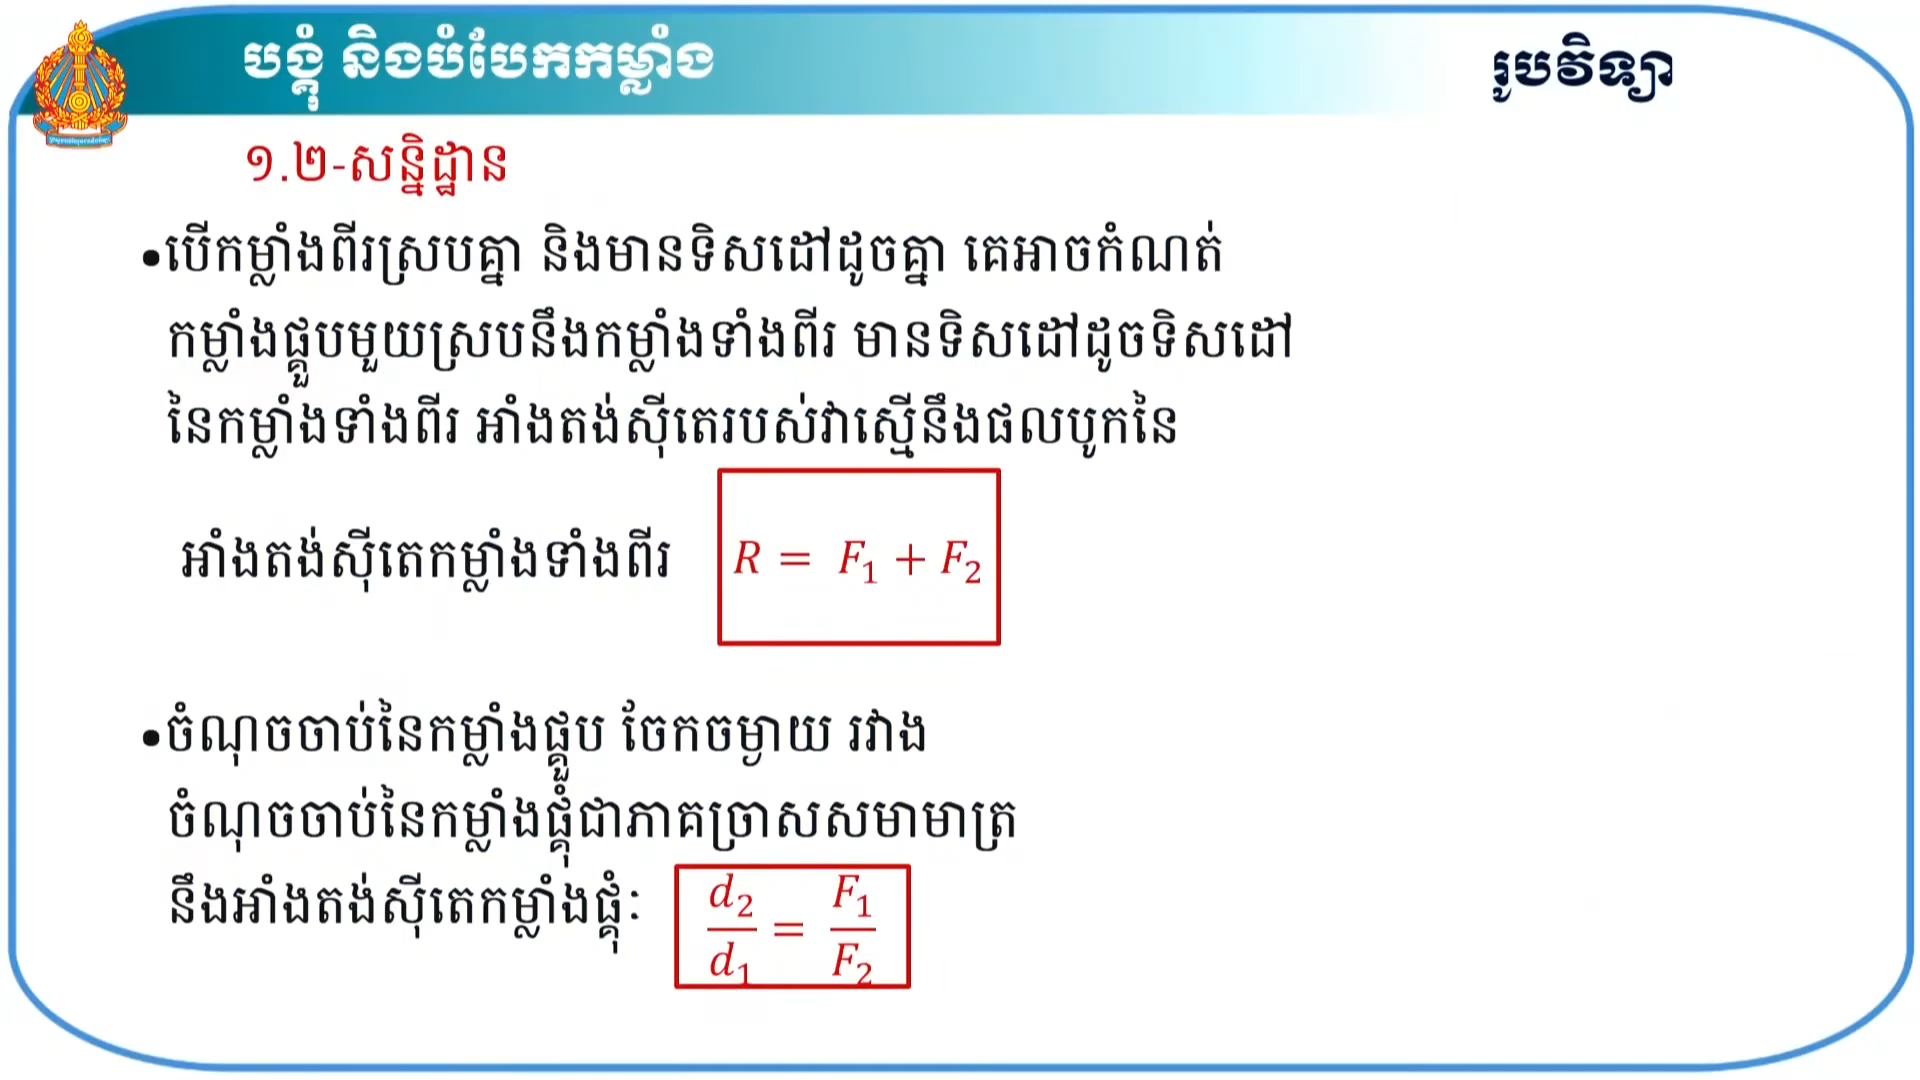 បង្គុំ និងបំបែកកម្លាំង
រូបវិទ្យា
១.២-សន្និដ្ឋាន
•បើកម្លាំងពីរស្របគ្នា និងមានទិសដៅដូចគ្នា គេអាចកំណត់
កម្លាំងផ្គួបមួយស្របនឹងកម្លាំងទាំងពីរ មានទិសដៅដូចទិសដៅ
នៃកម្លាំងទាំងពីរ អាំងតង់ស៊ីតេរបស់វាស្មើនឹងផលបូកនៃ
អាំងតង់ស៊ីតេកម្លាំងទាំងពីរ R = F₁ + F₂
•ចំណុចចាប់នៃកម្លាំងផ្គួប ចែកចម្ងាយ រវាង
ចំណុចចាប់នៃកម្លាំងផ្គុំជាភាគច្រាសសមាមាត្រ
នឹងអាំងតង់ស៊ីតេកម្លាំងផ្គុំ: d₂/d₁ = F₁/F₂